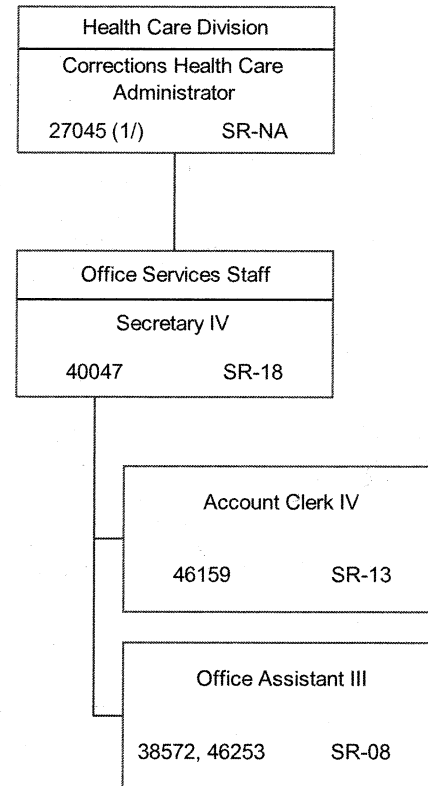 Health Care Division
Corrections Health Care
Administrator
27045 (1/) SR-NA
Office Services Staff
Secretary IV
40047 SR-18
Account Clerk IV
46159 SR-13
Office Assistant III
38572, 46253 SR-08